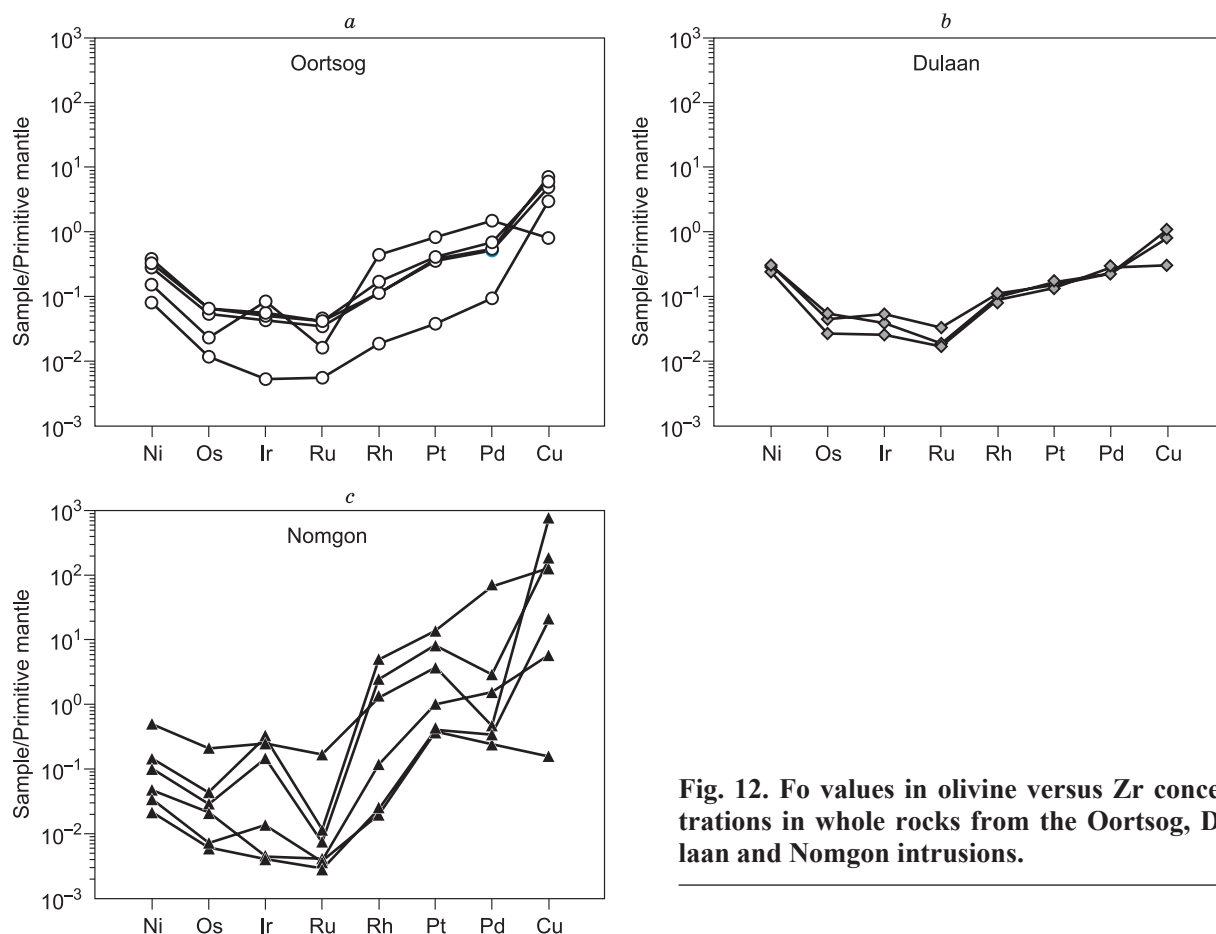 a
Oortsog
Sample/Primitive mantle
10³
10²
10¹
10⁰
10⁻¹
10⁻²
10⁻³
Ni Os Ir Ru Rh Pt Pd Cu
b
Dulaan
Sample/Primitive mantle
10³
10²
10¹
10⁰
10⁻¹
10⁻²
10⁻³
Ni Os Ir Ru Rh Pt Pd Cu
c
Nomgon
Sample/Primitive mantle
10³
10²
10¹
10⁰
10⁻¹
10⁻²
10⁻³
Ni Os Ir Ru Rh Pt Pd Cu
Fig. 12. Fo values in olivine versus Zr conce
trations in whole rocks from the Oortsog, D
laan and Nomgon intrusions.